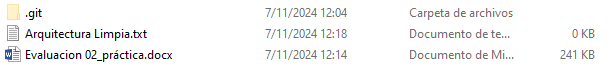 .git 7/11/2024 12:04 Carpeta de archivos
Arquitectura Limpia.txt 7/11/2024 12:18 Documento de te... 0 KB
Evaluacion 02_práctica.docx 7/11/2024 12:14 Documento de Mi... 241 KB